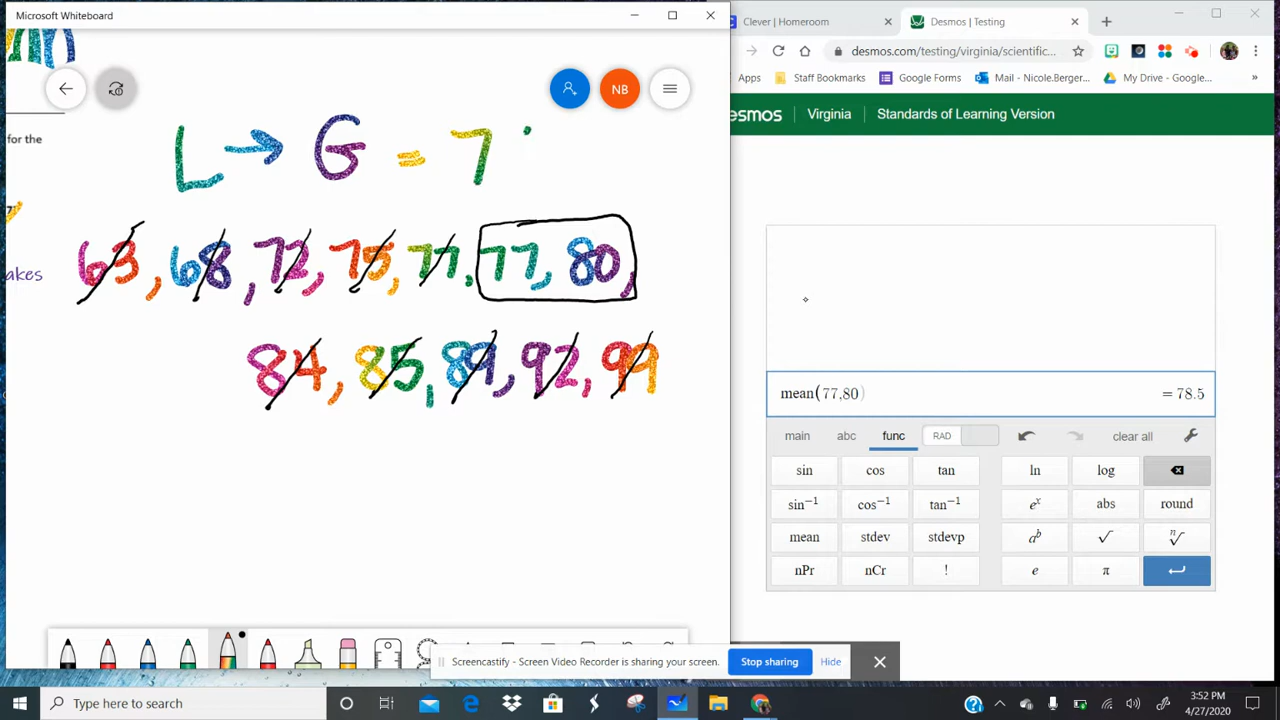 Microsoft Whiteboard
Clever | Homeroom
Desmos | Testing
desmos.com/testing/virginia/scientific...
Apps
Staff Bookmarks
Google Forms
Mail - Nicole.Berger...
My Drive - Google...
»
NB
for the
akes
L → G = 7
63, 68, 72, 75, 77, 77, 80,
84, 85, 89, 92, 99
esmos
Virginia
Standards of Learning Version
mean(77,80)
= 78.5
main
abc
func
RAD
clear all
sin
cos
tan
ln
log
sin⁻¹
cos⁻¹
tan⁻¹
eˣ
abs
round
mean
stdev
stdevp
aᵇ
√
ⁿ√
nPr
nCr
!
e
π
Screencastify - Screen Video Recorder is sharing your screen.
Stop sharing
Hide
Type here to search
3:52 PM
4/27/2020